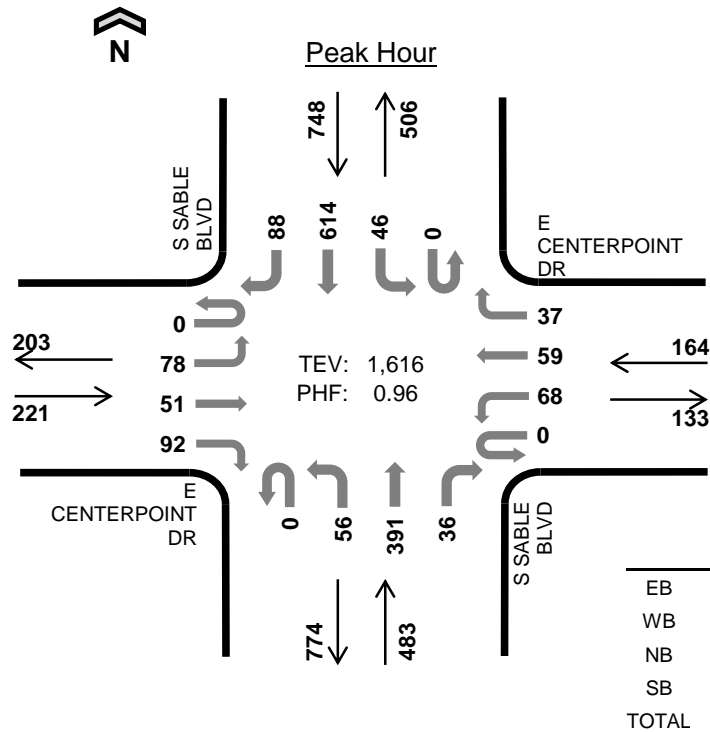 N
Peak Hour
748
506
S SABLE
BLVD
88
614
46
0
E
CENTERPOINT
DR
0
37
203
78
TEV: 1,616
59
164
221
51
PHF: 0.96
68
133
92
0
E
CENTERPOINT
DR
0
56
391
36
S SABLE
BLVD
774
483
EB
WB
NB
SB
TOTAL